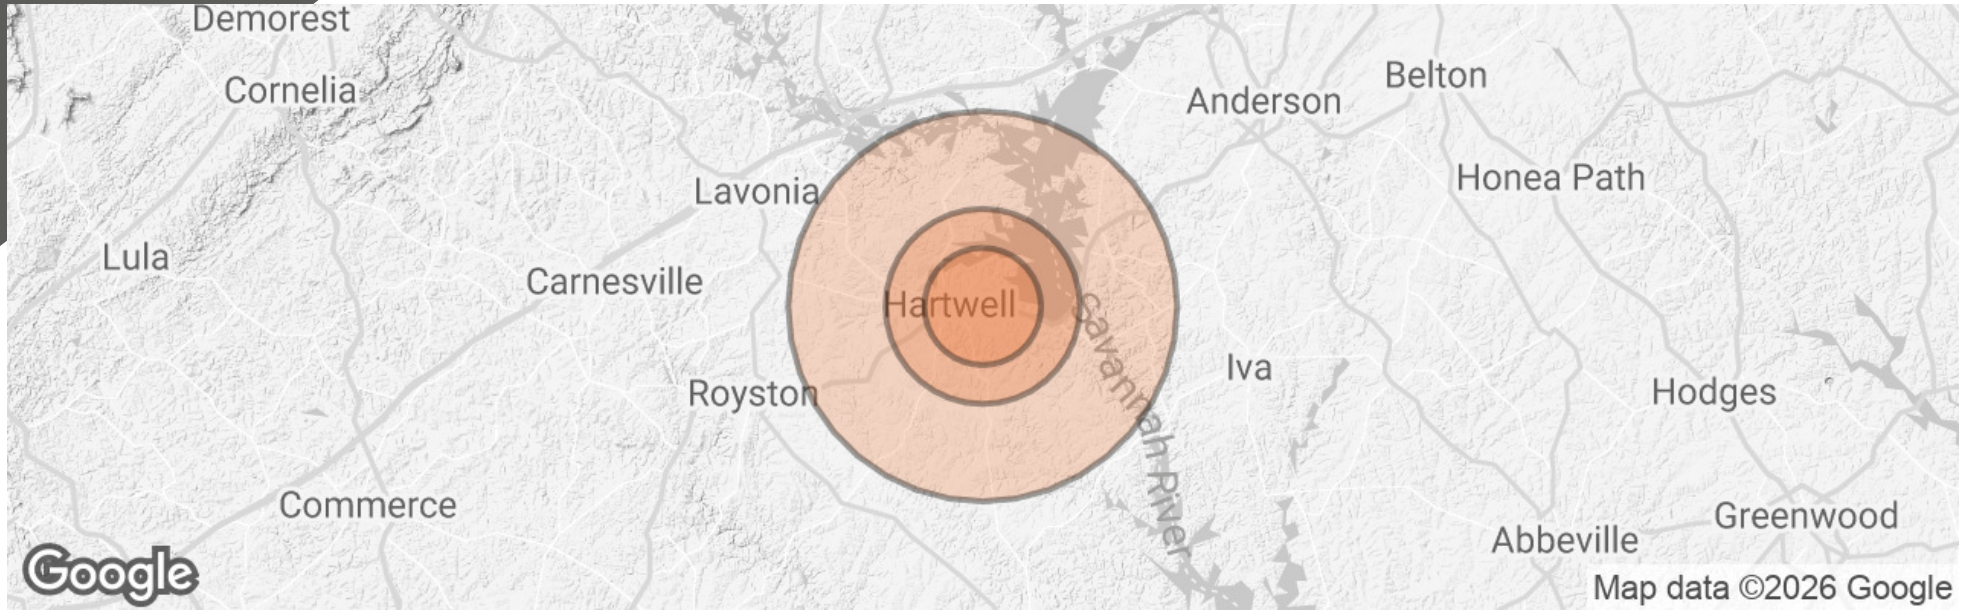 Demorest
Cornelia
Belton
Anderson
Honea Path
Lavonia
Lula
Carnesville
Hartwell
Savannah River
Iva
Royston
Hodges
Commerce
Greenwood
Abbeville
Google
Map data ©2026 Google